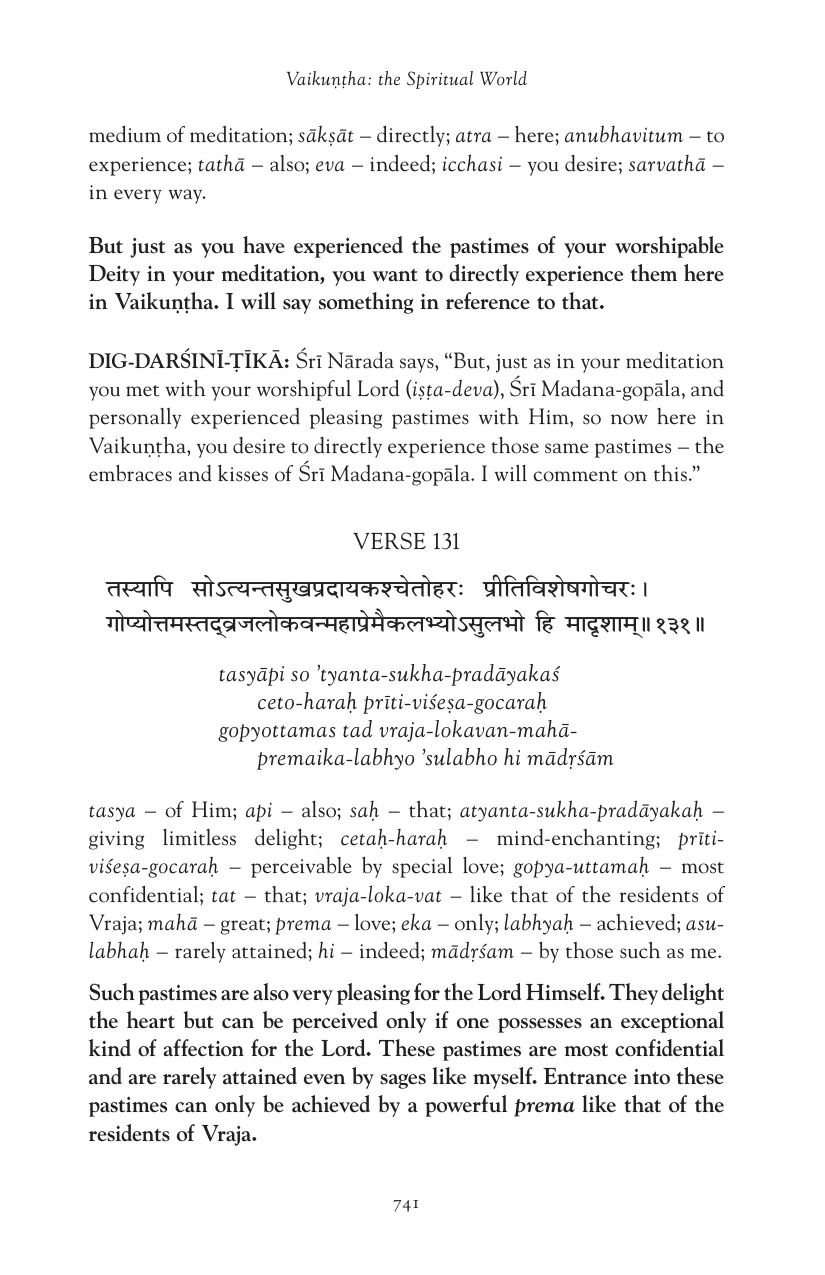 Vaikuṇṭha: the Spiritual World
medium of meditation; sākṣāt – directly; atra – here; anubhavitum – to
experience; tathā – also; eva – indeed; icchasi – you desire; sarvathā –
in every way.
But just as you have experienced the pastimes of your worshipable
Deity in your meditation, you want to directly experience them here
in Vaikuṇṭha. I will say something in reference to that.
DIG-DARŚINĪ-ṬĪKĀ: Śrī Nārada says, “But, just as in your meditation
you met with your worshipful Lord (iṣṭa-deva), Śrī Madana-gopāla, and
personally experienced pleasing pastimes with Him, so now here in
Vaikuṇṭha, you desire to directly experience those same pastimes – the
embraces and kisses of Śrī Madana-gopāla. I will comment on this.”
VERSE 131
तस्यापि सोऽत्यन्तसुखप्रदायकश्चेतोहरः प्रीतिविशेषगोचरः।
गोप्योत्तमस्तद्व्रजलोकवन्महाप्रेमैकलभ्योऽसुलभो हि मादृशाम्॥१३१॥
tasyāpi so ’tyanta-sukha-pradāyakaś
ceto-haraḥ prīti-viśeṣa-gocaraḥ
gopyottamas tad vraja-lokavan-mahā-
premaika-labhyo ’sulabho hi mādṛśām
tasya – of Him; api – also; saḥ – that; atyanta-sukha-pradāyakaḥ –
giving limitless delight; cetaḥ-haraḥ – mind-enchanting; prīti-
viśeṣa-gocaraḥ – perceivable by special love; gopya-uttamaḥ – most
confidential; tat – that; vraja-loka-vat – like that of the residents of
Vraja; mahā – great; prema – love; eka – only; labhyaḥ – achieved; asu-
labhaḥ – rarely attained; hi – indeed; mādṛśam – by those such as me.
Such pastimes are also very pleasing for the Lord Himself. They delight
the heart but can be perceived only if one possesses an exceptional
kind of affection for the Lord. These pastimes are most confidential
and are rarely attained even by sages like myself. Entrance into these
pastimes can only be achieved by a powerful prema like that of the
residents of Vraja.
741